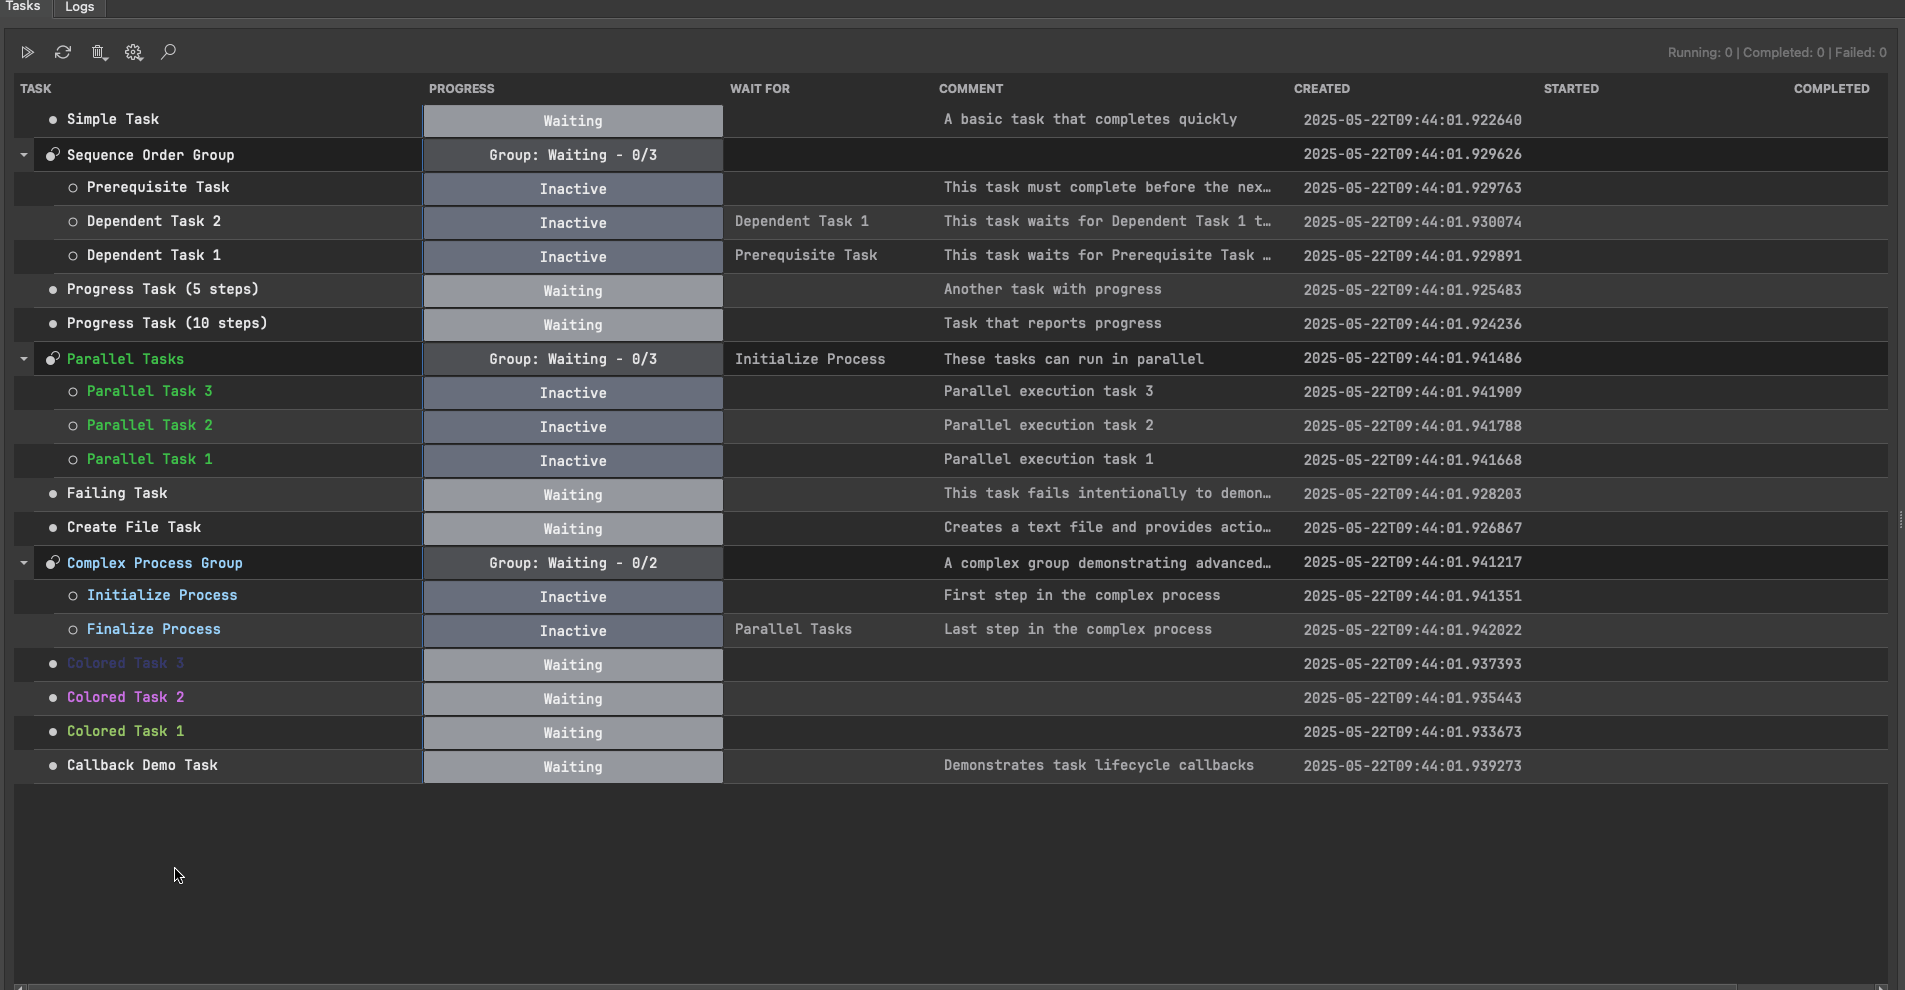 Tasks Logs
Running: 0 | Completed: 0 | Failed: 0
TASK PROGRESS WAIT FOR COMMENT CREATED STARTED COMPLETED
Simple Task Waiting A basic task that completes quickly 2025-05-22T09:44:01.922640
Sequence Order Group Group: Waiting - 0/3 2025-05-22T09:44:01.929626
Prerequisite Task Inactive This task must complete before the nex… 2025-05-22T09:44:01.929763
Dependent Task 2 Inactive Dependent Task 1 This task waits for Dependent Task 1 t… 2025-05-22T09:44:01.930074
Dependent Task 1 Inactive Prerequisite Task This task waits for Prerequisite Task … 2025-05-22T09:44:01.929891
Progress Task (5 steps) Waiting Another task with progress 2025-05-22T09:44:01.925483
Progress Task (10 steps) Waiting Task that reports progress 2025-05-22T09:44:01.924236
Parallel Tasks Group: Waiting - 0/3 Initialize Process These tasks can run in parallel 2025-05-22T09:44:01.941486
Parallel Task 3 Inactive Parallel execution task 3 2025-05-22T09:44:01.941909
Parallel Task 2 Inactive Parallel execution task 2 2025-05-22T09:44:01.941788
Parallel Task 1 Inactive Parallel execution task 1 2025-05-22T09:44:01.941668
Failing Task Waiting This task fails intentionally to demon… 2025-05-22T09:44:01.928203
Create File Task Waiting Creates a text file and provides actio… 2025-05-22T09:44:01.926867
Complex Process Group Group: Waiting - 0/2 A complex group demonstrating advanced… 2025-05-22T09:44:01.941217
Initialize Process Inactive First step in the complex process 2025-05-22T09:44:01.941351
Finalize Process Inactive Parallel Tasks Last step in the complex process 2025-05-22T09:44:01.942022
Colored Task 3 Waiting 2025-05-22T09:44:01.937393
Colored Task 2 Waiting 2025-05-22T09:44:01.935443
Colored Task 1 Waiting 2025-05-22T09:44:01.933673
Callback Demo Task Waiting Demonstrates task lifecycle callbacks 2025-05-22T09:44:01.939273